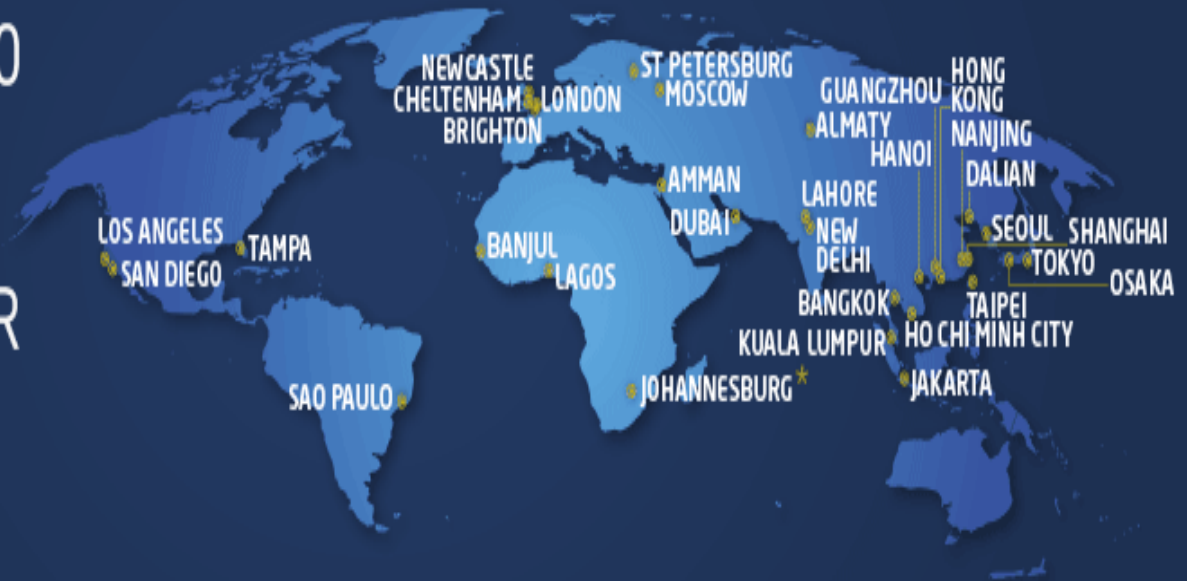 O
R
NEWCASTLE
CHELTENHAM
LONDON
BRIGHTON
ST PETERSBURG
MOSCOW
GUANGZHOU
HONG
KONG
ALMATY
HANOI
NANJING
DALIAN
AMMAN
DUBAI
LAHORE
NEW
DELHI
SEOUL
SHANGHAI
TOKYO
OSAKA
TAIPEI
LOS ANGELES
TAMPA
SAN DIEGO
BANJUL
LAGOS
BANGKOK
HO CHI MINH CITY
KUALA LUMPUR
JAKARTA
JOHANNESBURG *
SAO PAULO